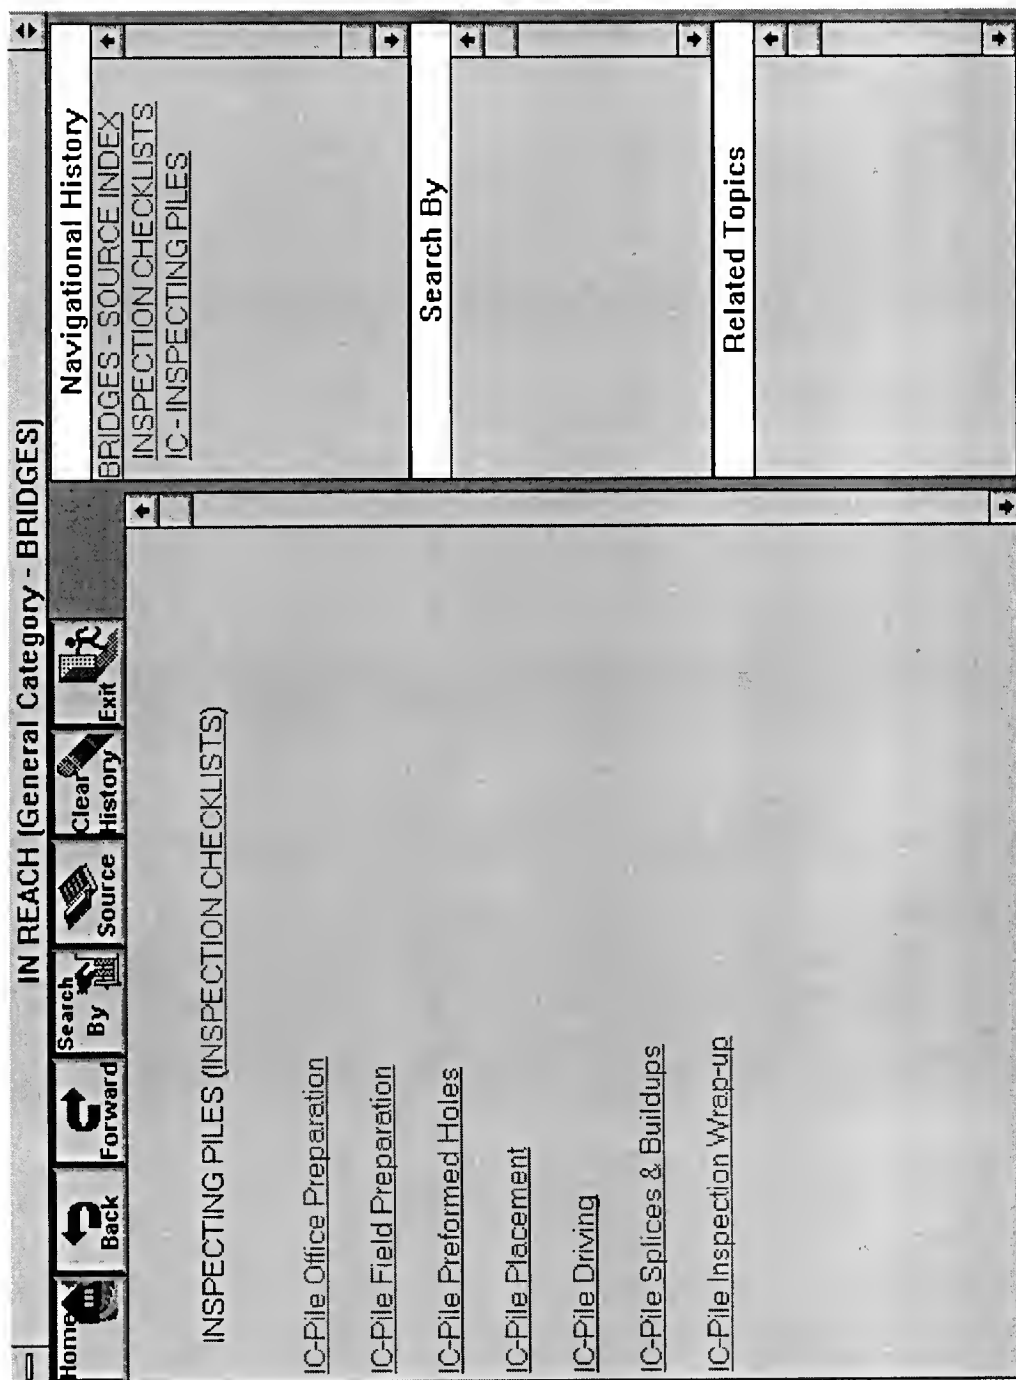 IN REACH (General Category - BRIDGES)
Home
Back
Forward
Search
By
Source
Clear
History
Exit
INSPECTING PILES (INSPECTION CHECKLISTS)
IC-Pile Office Preparation
IC-Pile Field Preparation
IC-Pile Preformed Holes
IC-Pile Placement
IC-Pile Driving
IC-Pile Splices & Buildups
IC-Pile Inspection Wrap-up
Navigational History
BRIDGES - SOURCE INDEX
INSPECTION CHECKLISTS
IC - INSPECTING PILES
Search By
Related Topics